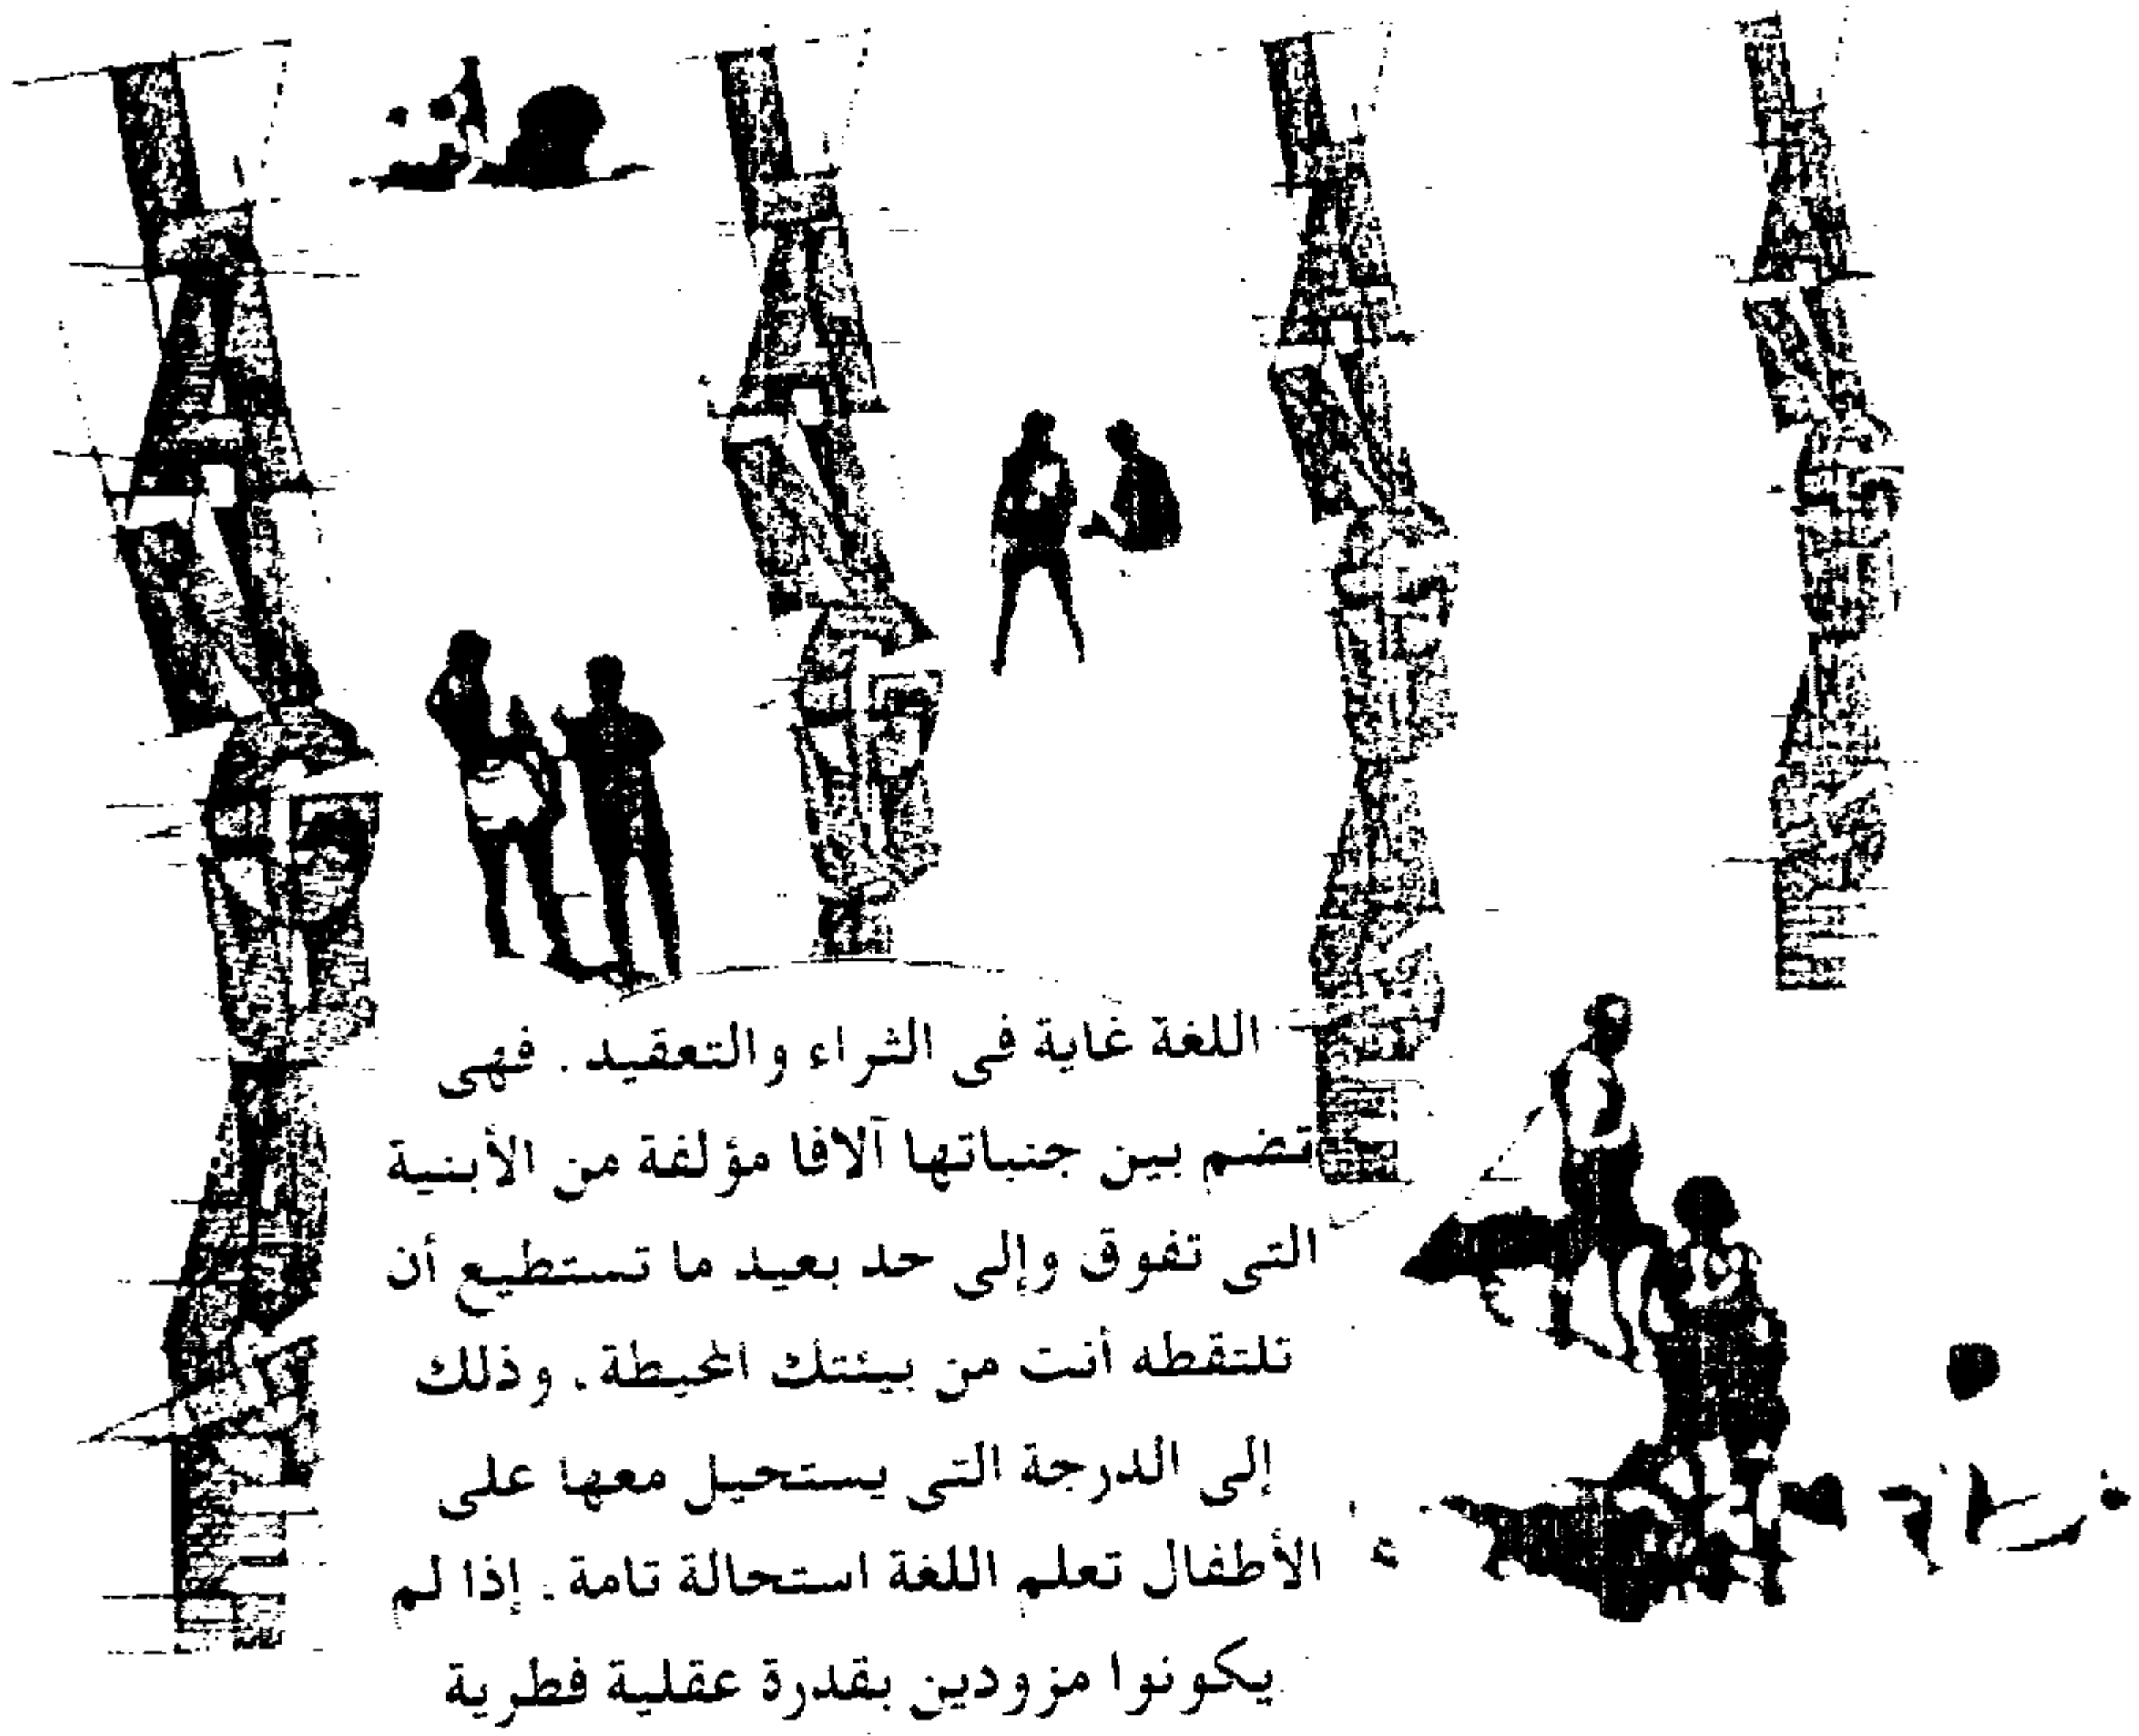 اللغة غاية فى الثراء والتعقيد . فهى
تضم بين جنباتها آلافا مؤلفة من الأبنية
التى تفوق وإلى حد بعيد ما تستطيع أن
تلتقطه أنت من بيئتك المحيطة ، وذلك
إلى الدرجة التى يستحيل معها على
الأطفال تعلم اللغة استحالة تامة . إذا لم
يكونوا مزودين بقدرة عقلية فطرية